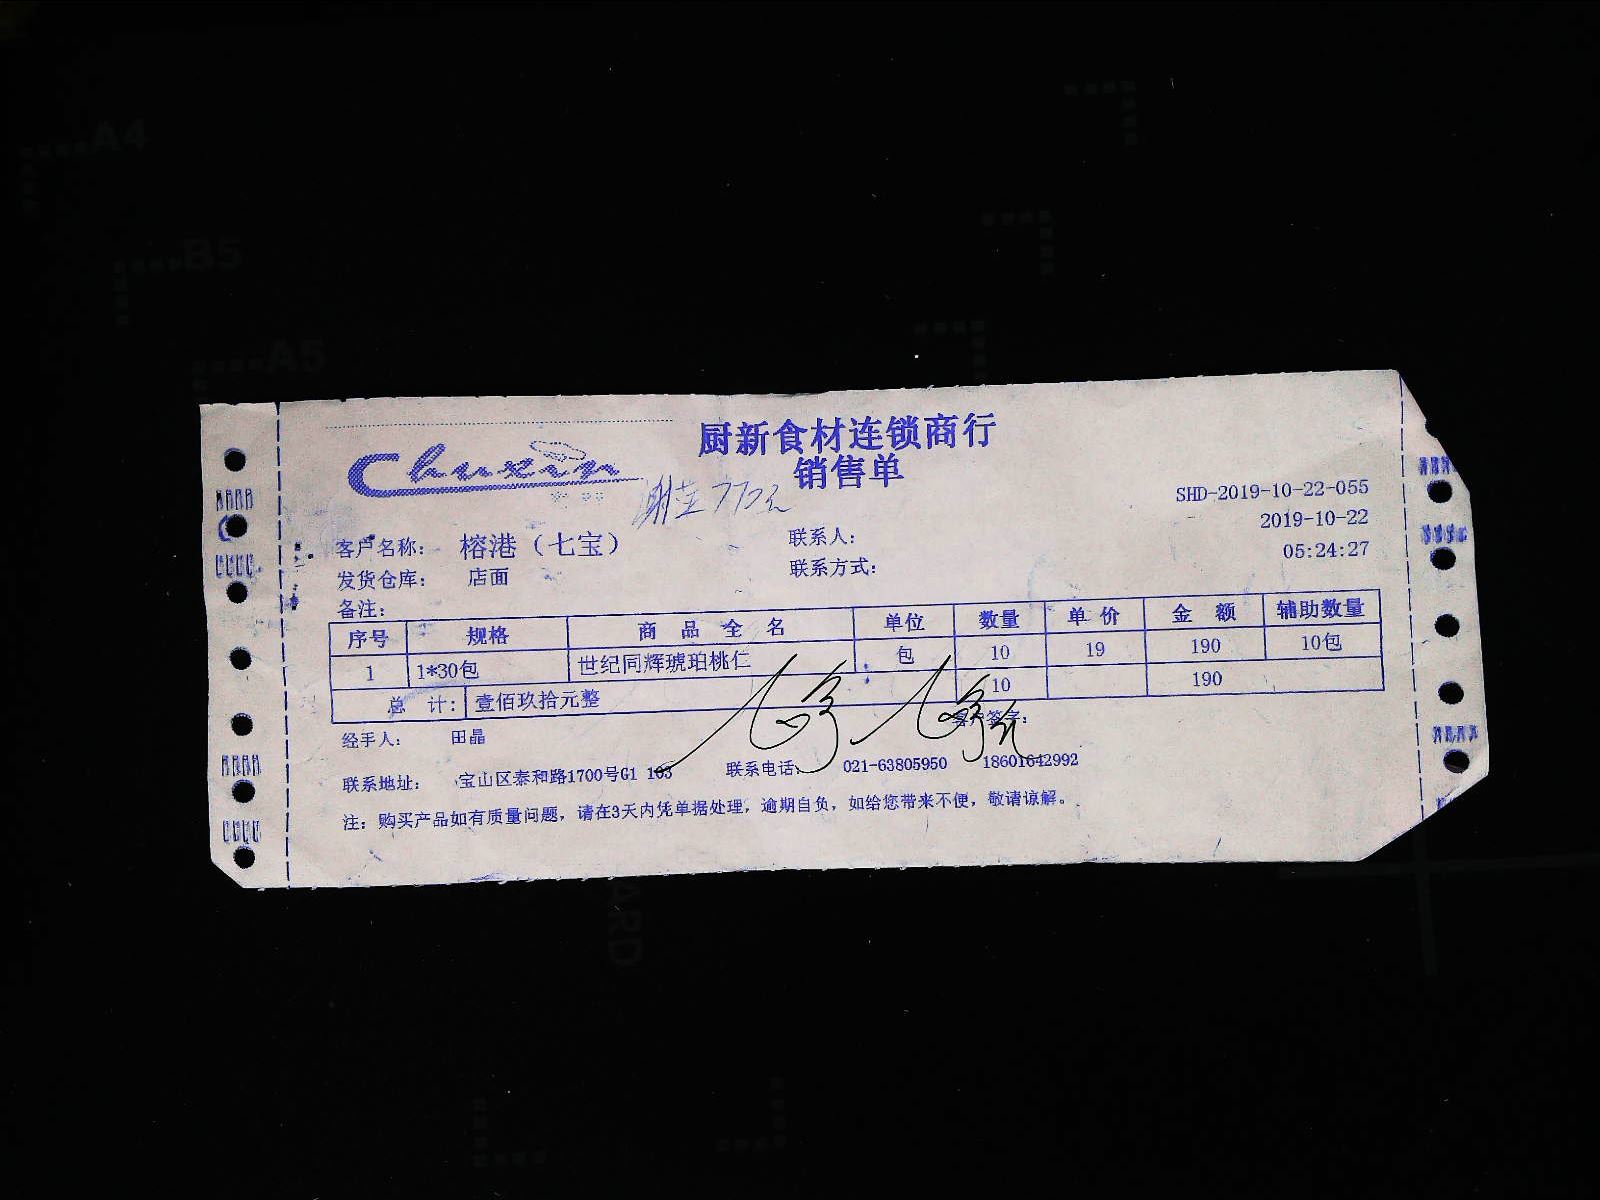 A4
B5
A5
厨新食材连锁商行
Chuxin
销售单
SHD-2019-10-22-055
2019-10-22
05:24:27
客户名称: 榕港（七宝） 联系人:
发货仓库: 店面 联系方式:
备注:
序号 规格 商 品 全 名 单位 数量 单 价 金 额 辅助数量
1 1*30包 世纪同辉琥珀桃仁 包 10 19 190 10包
总 计: 壹佰玖拾元整 10 190
经手人: 田晶 客户签字:
联系地址: 宝山区泰和路1700号G1 103 联系电话: 021-63805950 18601642992
注: 购买产品如有质量问题, 请在3天内凭单据处理, 逾期自负, 如给您带来不便, 敬请谅解。